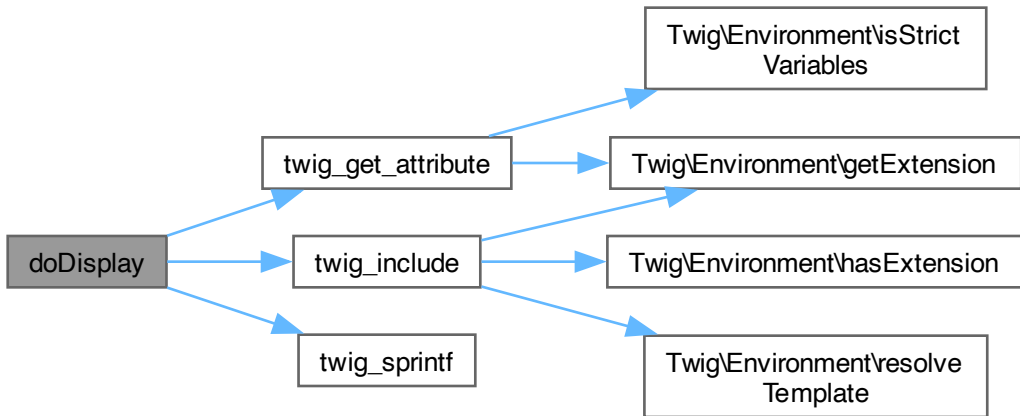 Twig\Environment\isStrict
Variables
twig_get_attribute
Twig\Environment\getExtension
doDisplay
twig_include
Twig\Environment\hasExtension
twig_sprintf
Twig\Environment\resolve
Template